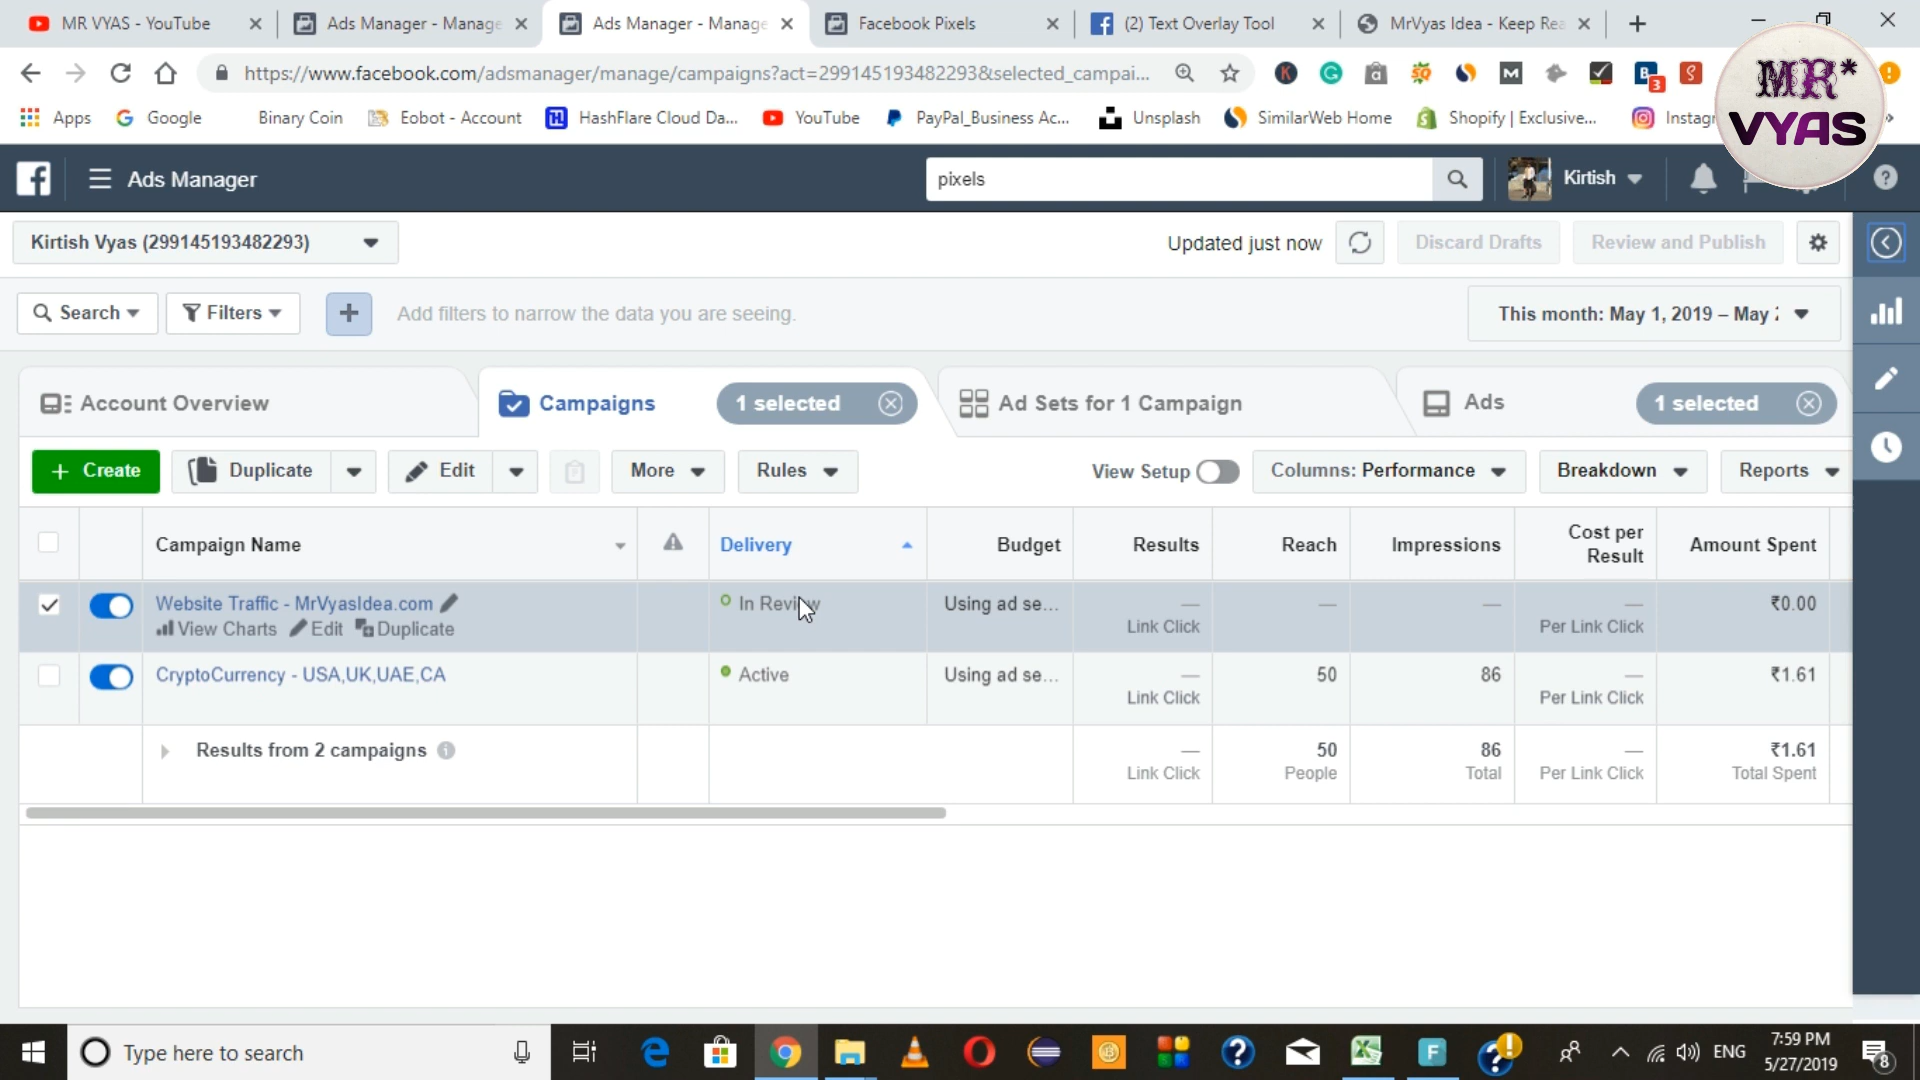 MR VYAS - YouTube
Ads Manager - Manage
Ads Manager - Manage
Facebook Pixels
(2) Text Overlay Tool
MrVyas Idea - Keep Rea
https://www.facebook.com/adsmanager/manage/campaigns?act=299145193482293&selected_campai...
3
MR*
VYAS
Apps
Google
Binary Coin
Eobot - Account
HashFlare Cloud Da...
YouTube
PayPal_Business Ac...
Unsplash
SimilarWeb Home
Shopify | Exclusive...
Instagr
Ads Manager
pixels
Kirtish
Kirtish Vyas (299145193482293)
Updated just now
Discard Drafts
Review and Publish
Search
Filters
Add filters to narrow the data you are seeing.
This month: May 1, 2019 – May
Account Overview
Campaigns
1 selected
Ad Sets for 1 Campaign
Ads
1 selected
+ Create
Duplicate
Edit
More
Rules
View Setup
Columns: Performance
Breakdown
Reports
Campaign Name
Delivery
Budget
Results
Reach
Impressions
Cost per
Result
Amount Spent
Website Traffic - MrVyasIdea.com
In Review
Using ad se...
—
—
—
—
₹0.00
View Charts
Edit
Duplicate
Link Click
Per Link Click
CryptoCurrency - USA,UK,UAE,CA
Active
Using ad se...
—
50
86
—
₹1.61
Link Click
Per Link Click
Results from 2 campaigns
—
50
86
—
₹1.61
Link Click
People
Total
Per Link Click
Total Spent
Type here to search
ENG
7:59 PM
5/27/2019
8